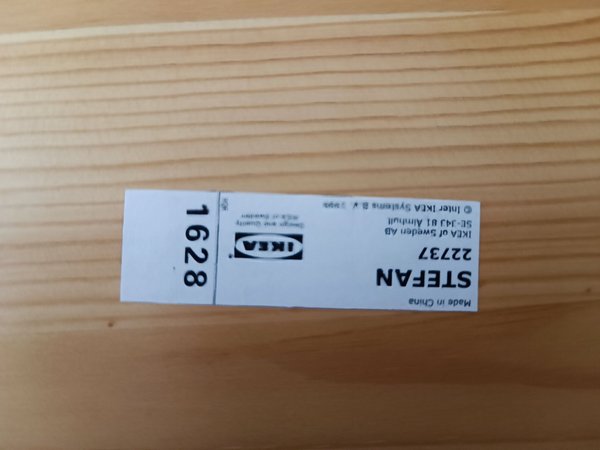 Made in China
STEFAN
22737
IKEA of Sweden AB
SE-343 81 Älmhult
© Inter IKEA Systems B.V.
IKEA
Design and Quality
IKEA of Sweden
1628